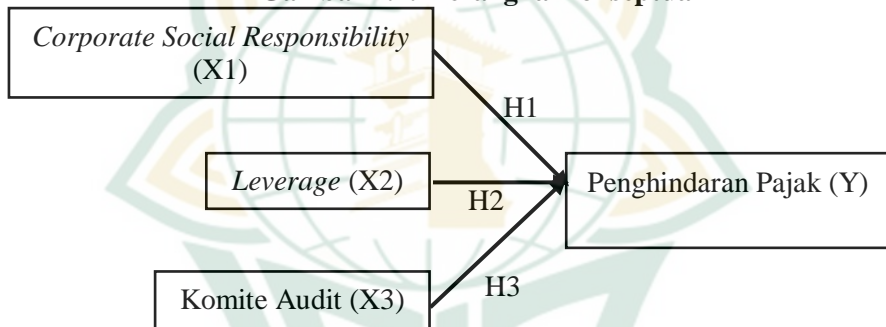 Corporate Social Responsibility
(X1)
H1
Leverage (X2)
H2
Penghindaran Pajak (Y)
Komite Audit (X3)
H3